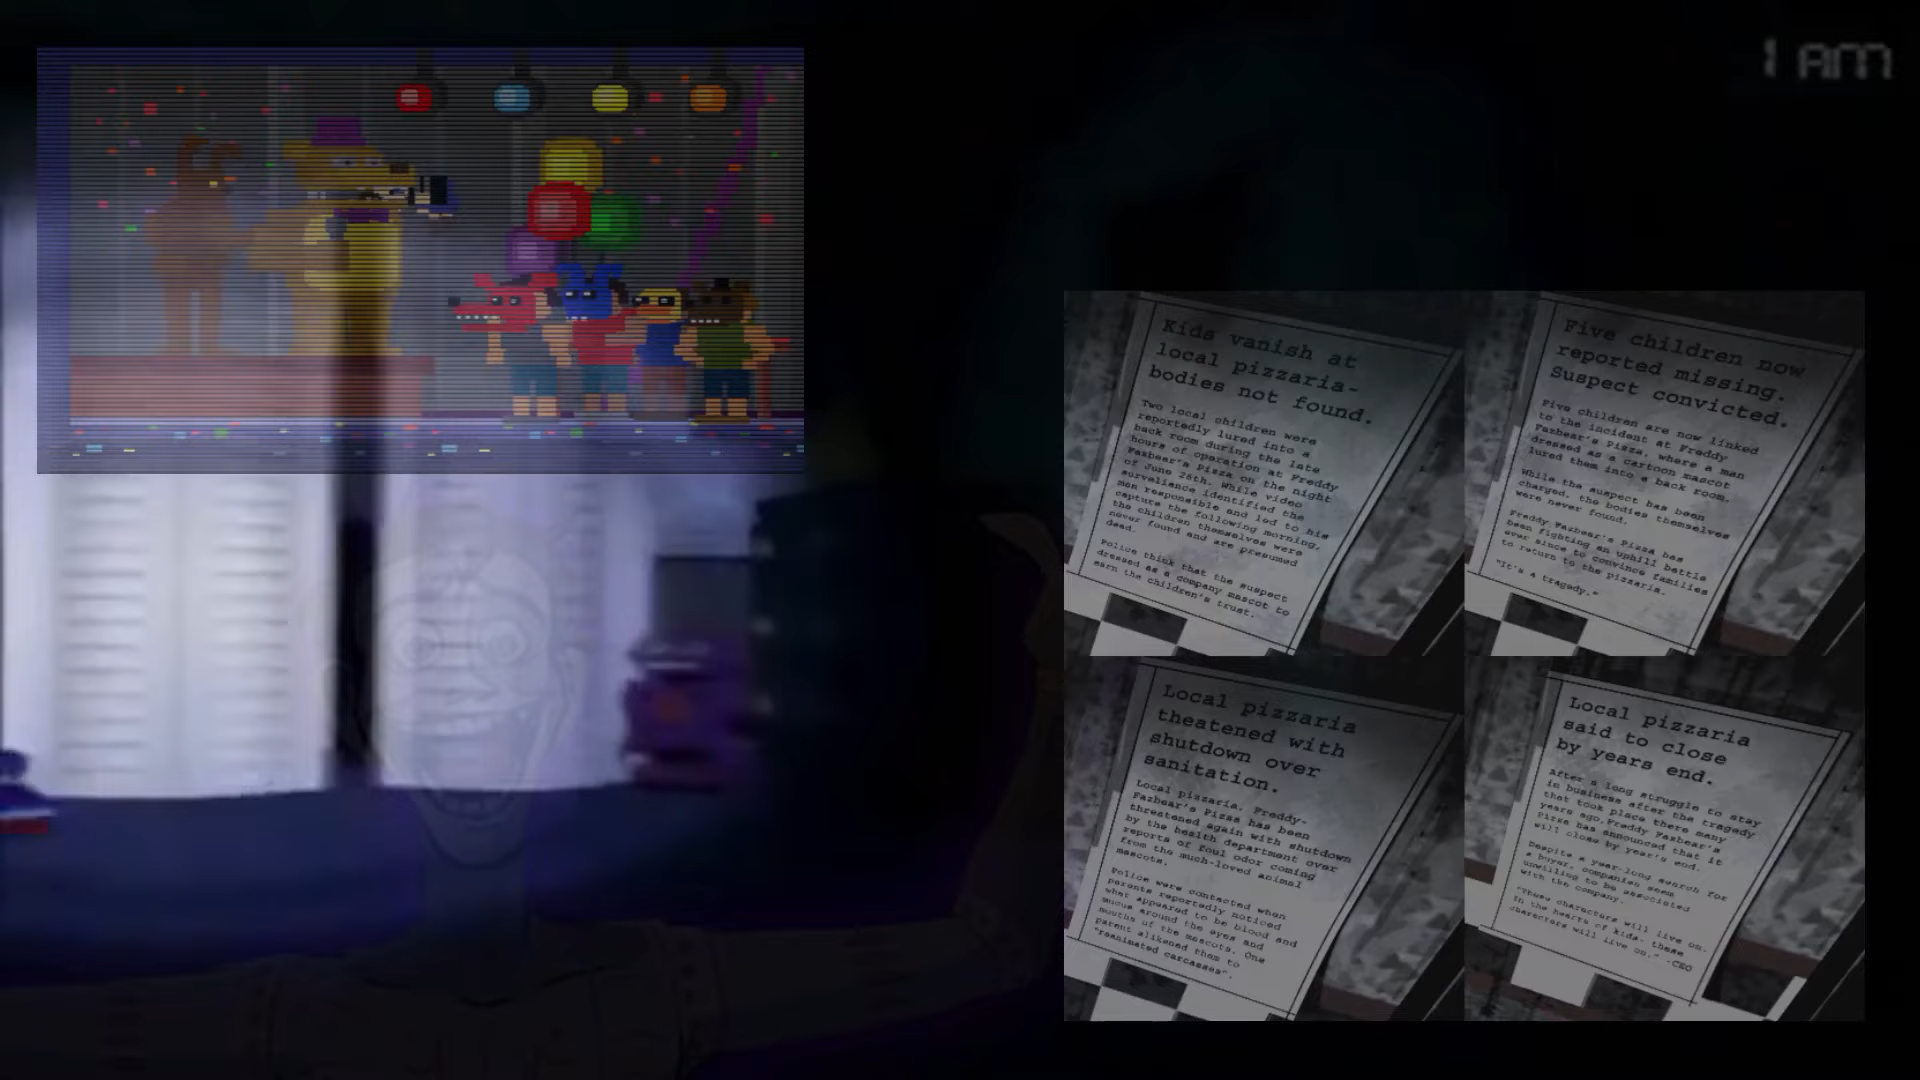 1 AM
Kids vanish at
local pizzaria-
bodies not found.
Two local children were
reportedly lured into a
back room during the late
hours of operation at Freddy
Fazbear's Pizza on the night
of June 26th. While video
surveilance identified the
man responsible and led to his
capture the following morning,
the children themselves were
never found and are presumed
dead.
Police think that the suspect
dressed as a company mascot to
earn the children's trust.
Five children now
reported missing.
Suspect convicted.
Five children are now linked
to the incident at Freddy
Fazbear's Pizza, where a man
dressed as a cartoon mascot
lured them into a back room.
While the suspect has been
charged, the bodies themselves
were never found.
Freddy Fazbear's Pizza has
been fighting an uphill battle
ever since to convince families
to return to the pizzaria.
"It's a tragedy."
Local pizzaria
theatened with
shutdown over
sanitation.
Local pizzaria, Freddy-
Fazbear's Pizza has been
threatened again with shutdown
by the health department over
reports of foul odor coming
from the much-loved animal
mascots.
Police were contacted when
parents reportedly noticed
what appeared to be blood and
mucus around the eyes and
mouths of the mascots. One
parent alikened them to
"reanimated carcasses".
Local pizzaria
said to close
by years end.
After a long struggle to stay
in business after the tragedy
that took place there many
years ago, Freddy Fazbear's
Pizza has announced that it
will close by year's end.
Despite a year-long search for
a buyer, companies seem
unwilling to be associated
with the company.
"These characters will live on.
In the hearts of kids- these
characters will live on." -CEO